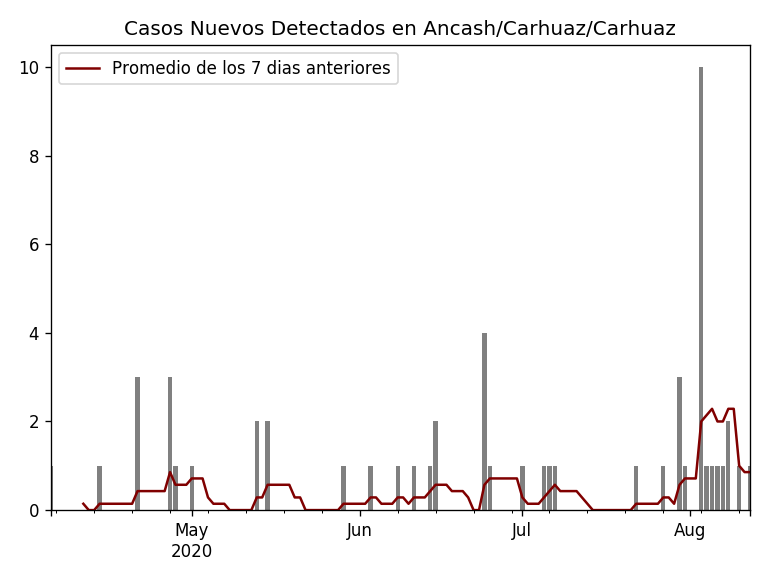 Casos Nuevos Detectados en Ancash/Carhuaz/Carhuaz
Promedio de los 7 dias anteriores
10
8
6
4
2
0
May Jun Jul Aug
2020